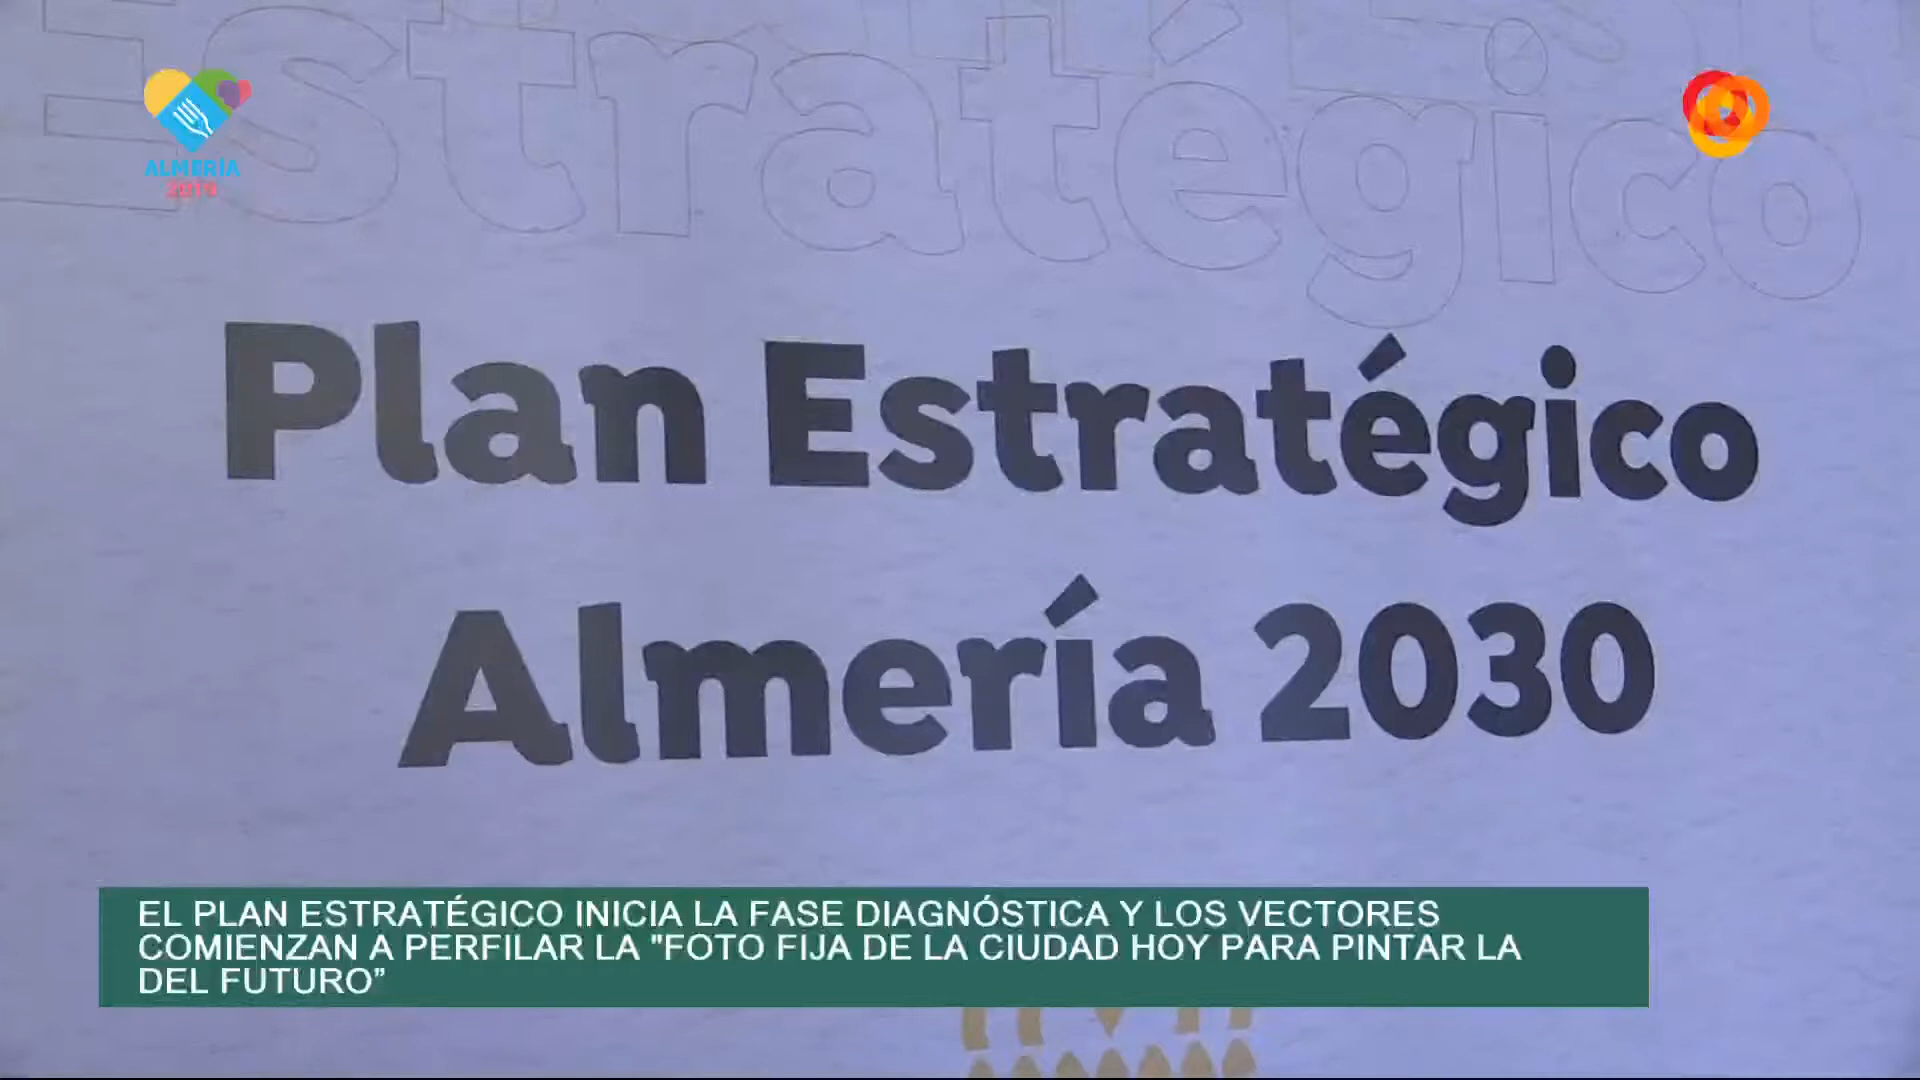 Estratégico
ALMERÍA
2019
Plan Estratégico
Almería 2030
EL PLAN ESTRATÉGICO INICIA LA FASE DIAGNÓSTICA Y LOS VECTORES
COMIENZAN A PERFILAR LA "FOTO FIJA DE LA CIUDAD HOY PARA PINTAR LA
DEL FUTURO”